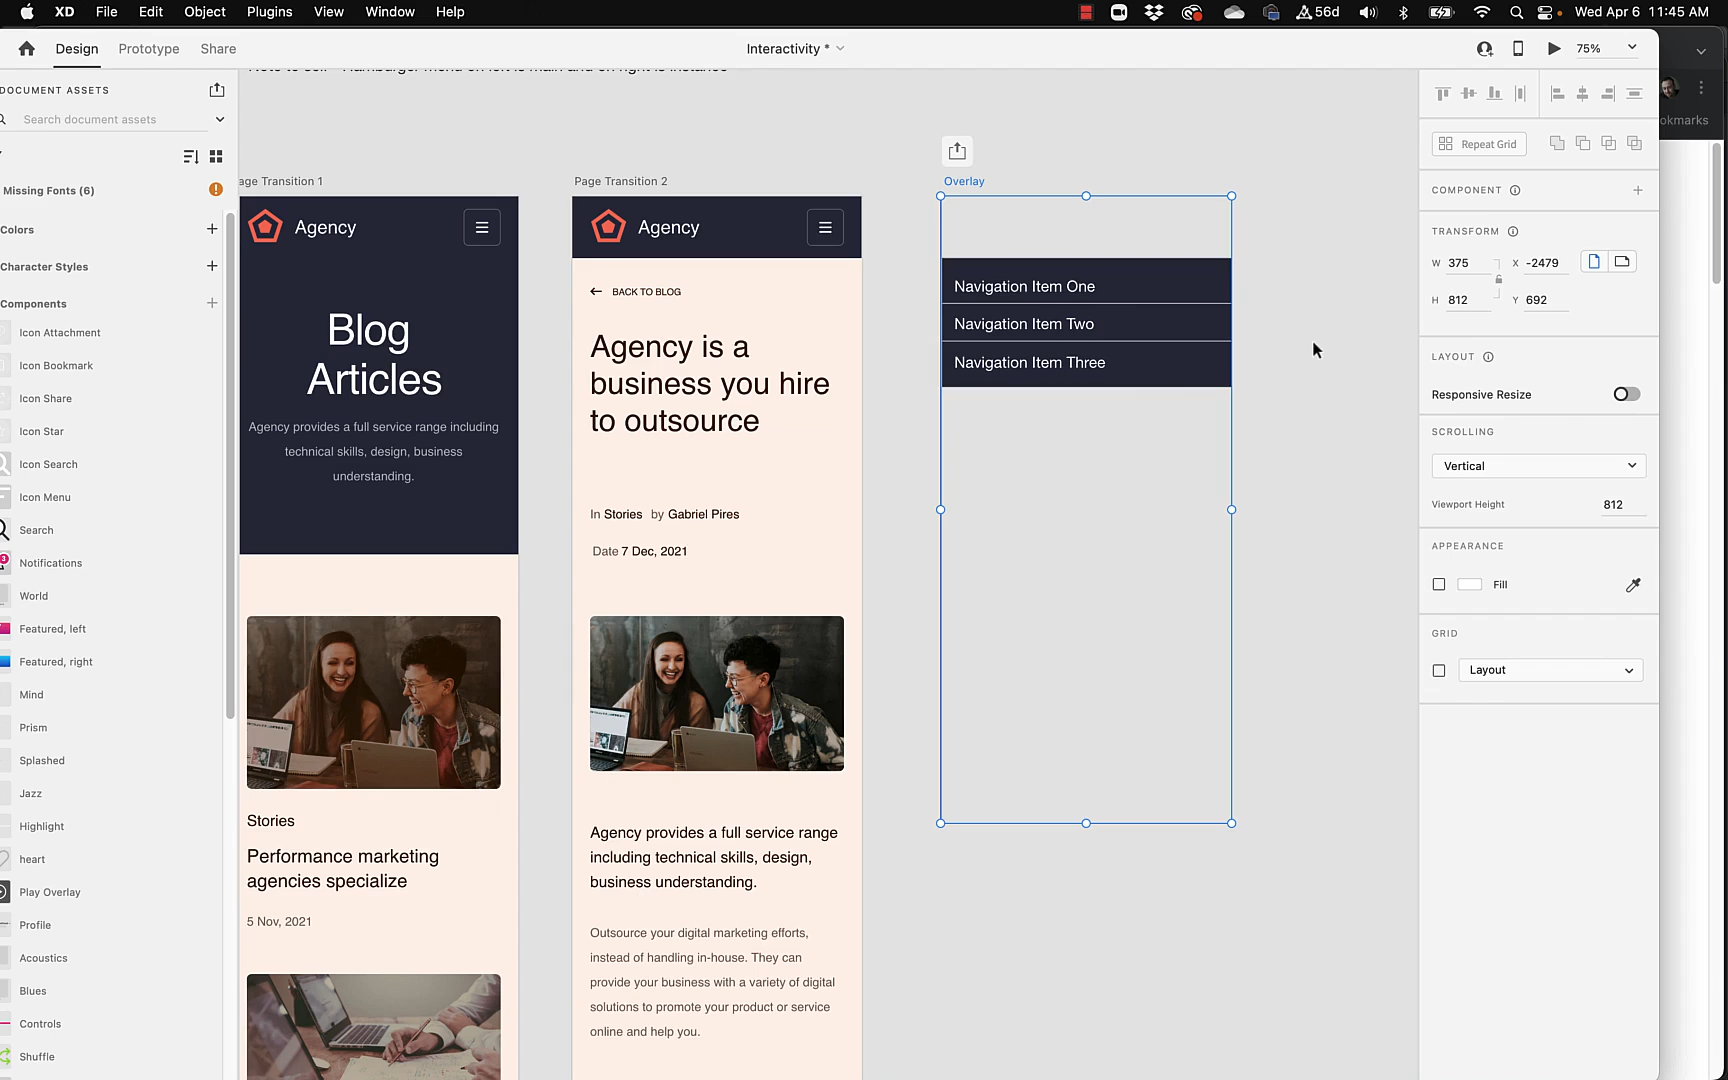 XD File Edit Object Plugins View Window Help
56d Wed Apr 6 11:45 AM
Design Prototype Share
Interactivity *
75%
DOCUMENT ASSETS
Search document assets
Missing Fonts (6)
Colors
Character Styles
Components
Icon Attachment
Icon Bookmark
Icon Share
Icon Star
Icon Search
Icon Menu
Search
3
Notifications
World
Featured, left
Featured, right
Mind
Prism
Splashed
Jazz
Highlight
heart
Play Overlay
Profile
Acoustics
Blues
Controls
Shuffle
age Transition 1
Agency
Blog
Articles
Agency provides a full service range including
technical skills, design, business
understanding.
Stories
Performance marketing
agencies specialize
5 Nov, 2021
Page Transition 2
Agency
BACK TO BLOG
Agency is a
business you hire
to outsource
In Stories by Gabriel Pires
Date 7 Dec, 2021
Agency provides a full service range
including technical skills, design,
business understanding.
Outsource your digital marketing efforts,
instead of handling in-house. They can
provide your business with a variety of digital
solutions to promote your product or service
online and help you.
Overlay
Navigation Item One
Navigation Item Two
Navigation Item Three
Repeat Grid
COMPONENT
TRANSFORM
W 375 X -2479
H 812 Y 692
LAYOUT
Responsive Resize
SCROLLING
Vertical
Viewport Height 812
APPEARANCE
Fill
GRID
Layout
okmarks